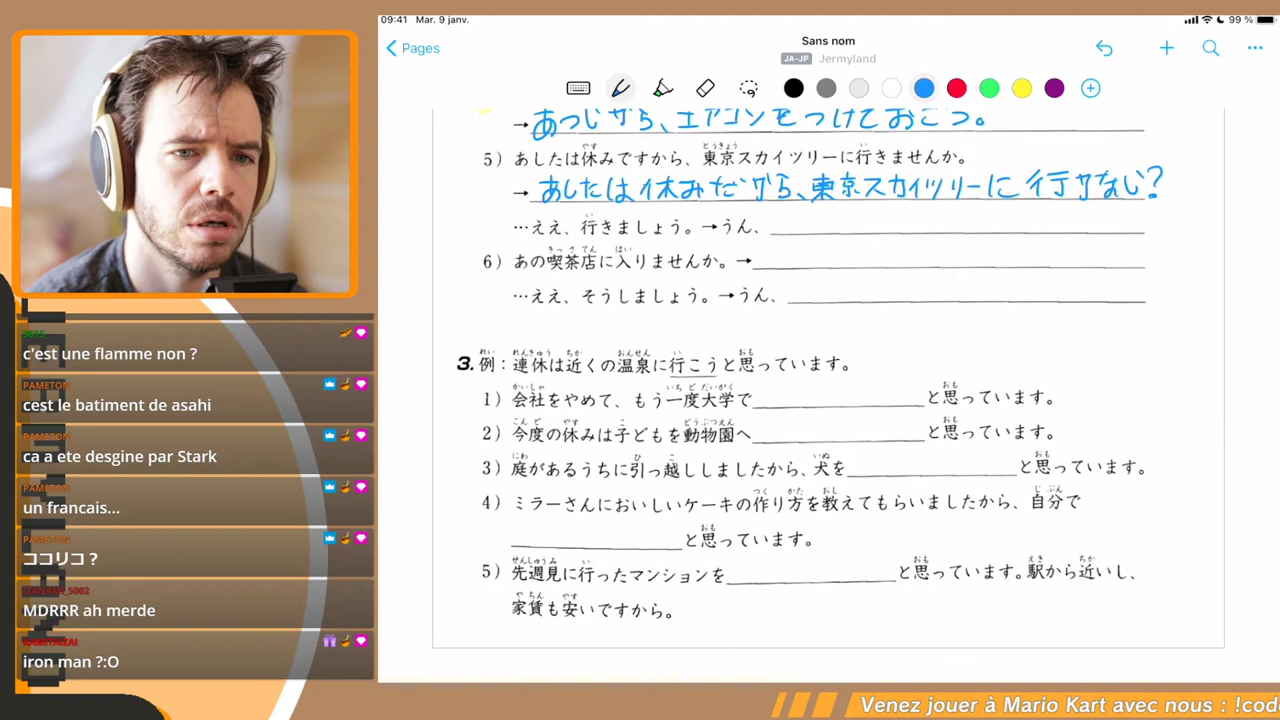 09:41 Mar. 9 janv.
99 %
Pages
Sans nom
JA-JP Jermyland
→ あついから、エアコンをつけておこう。
5) あしたは休みですから、東京スカイツリーに行きませんか。
→ あしたは休みだから、東京スカイツリーに行かない?
…ええ、行きましょう。→うん、
6) あの喫茶店に入りませんか。→
…ええ、そうしましょう。→うん、
3. 例:連休は近くの温泉に行こうと思っています。
1) 会社をやめて、もう一度大学で と思っています。
2) 今度の休みは子どもを動物園へ と思っています。
3) 庭があるうちに引っ越ししましたから、犬を と思っています。
4) ミラーさんにおいしいケーキの作り方を教えてもらいましたから、自分で
と思っています。
5) 先週見に行ったマンションを と思っています。駅から近いし、
家賃も安いですから。
c'est une flamme non ?
PAMETON
cest le batiment de asahi
PAMETON
ca a ete desgine par Stark
PAMETON
un francais...
PAMETON
ココリコ ?
MDRRR ah merde
iron man ?:O
Venez jouer à Mario Kart avec nous : !cod